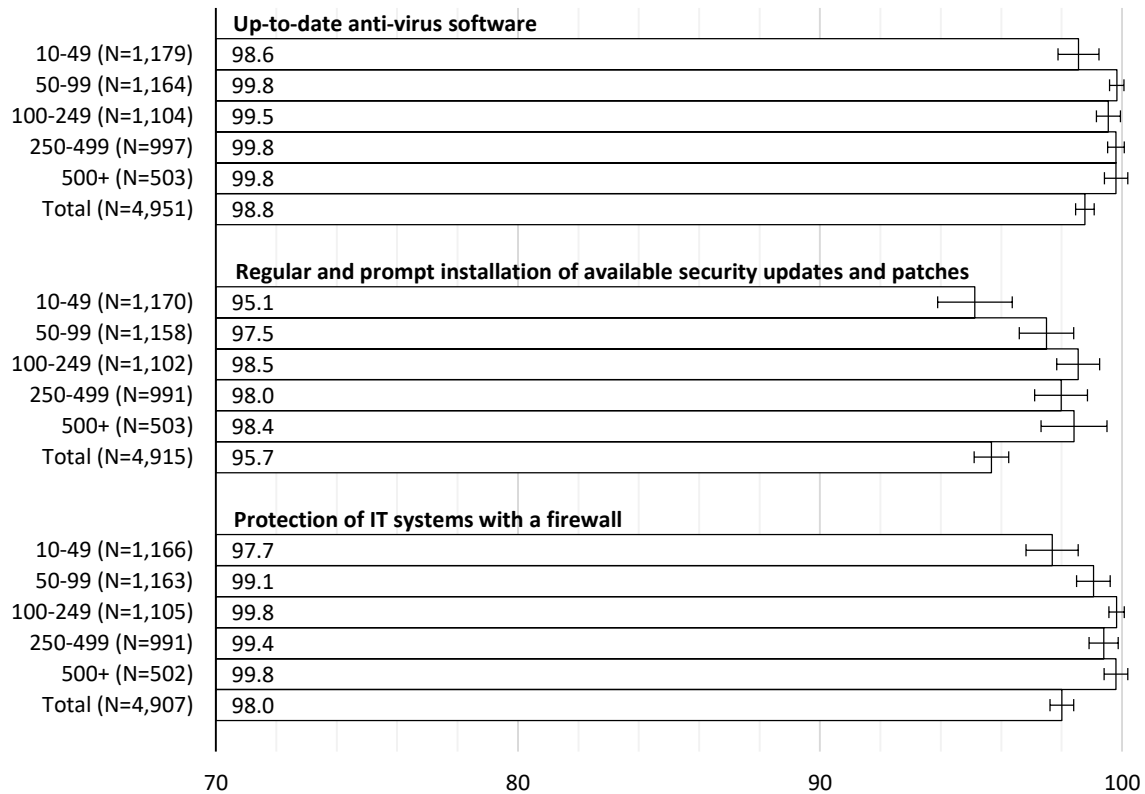 Up-to-date anti-virus software
10-49 (N=1,179) 98.6
50-99 (N=1,164) 99.8
100-249 (N=1,104) 99.5
250-499 (N=997) 99.8
500+ (N=503) 99.8
Total (N=4,951) 98.8
Regular and prompt installation of available security updates and patches
10-49 (N=1,170) 95.1
50-99 (N=1,158) 97.5
100-249 (N=1,102) 98.5
250-499 (N=991) 98.0
500+ (N=503) 98.4
Total (N=4,915) 95.7
Protection of IT systems with a firewall
10-49 (N=1,166) 97.7
50-99 (N=1,163) 99.1
100-249 (N=1,105) 99.8
250-499 (N=991) 99.4
500+ (N=502) 99.8
Total (N=4,907) 98.0
70 80 90 100